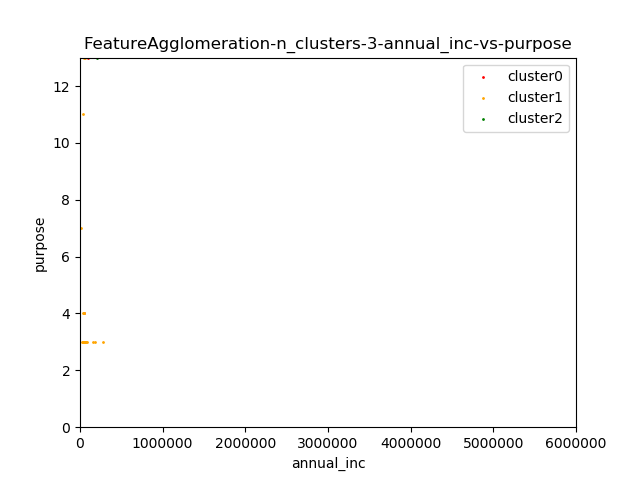 FeatureAgglomeration-n_clusters-3-annual_inc-vs-purpose
cluster0
cluster1
cluster2
12
10
8
6
4
2
0
purpose
0 1000000 2000000 3000000 4000000 5000000 6000000
annual_inc